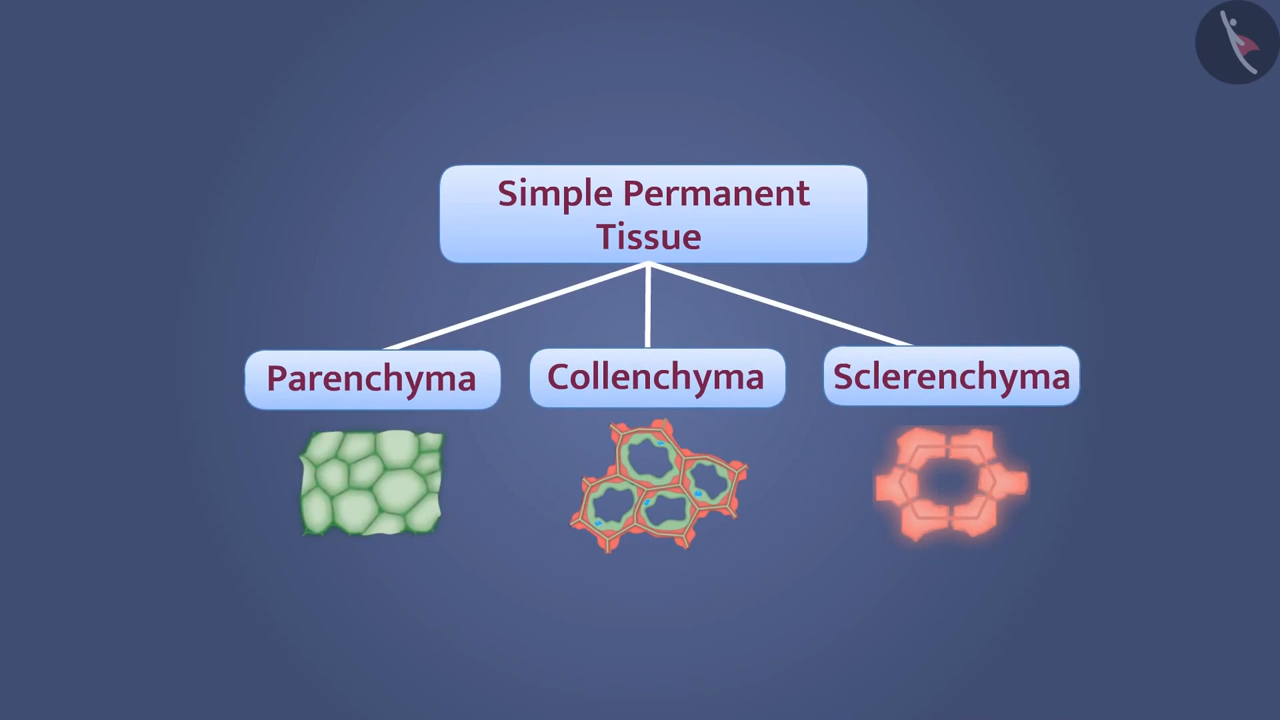 Simple Permanent
Tissue
Parenchyma
Collenchyma
Sclerenchyma